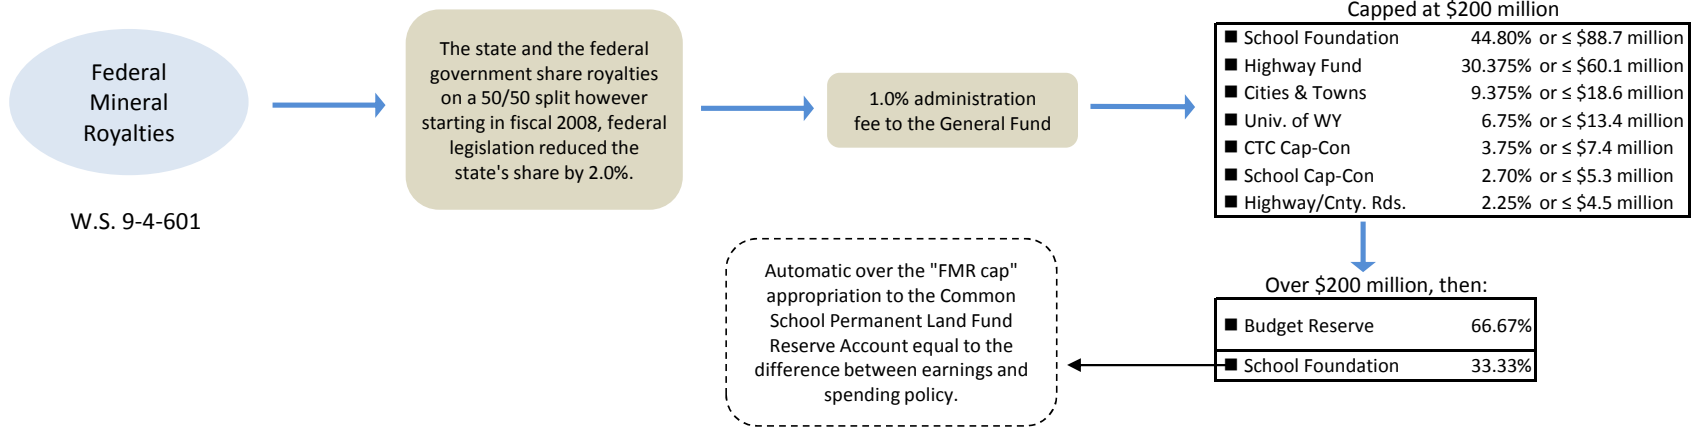 Federal
Mineral
Royalties
W.S. 9-4-601
The state and the federal
government share royalties
on a 50/50 split however
starting in fiscal 2008, federal
legislation reduced the
state's share by 2.0%.
1.0% administration
fee to the General Fund
Capped at $200 million
■ School Foundation 44.80% or ≤ $88.7 million
■ Highway Fund 30.375% or ≤ $60.1 million
■ Cities & Towns 9.375% or ≤ $18.6 million
■ Univ. of WY 6.75% or ≤ $13.4 million
■ CTC Cap-Con 3.75% or ≤ $7.4 million
■ School Cap-Con 2.70% or ≤ $5.3 million
■ Highway/Cnty. Rds. 2.25% or ≤ $4.5 million
Over $200 million, then:
■ Budget Reserve 66.67%
■ School Foundation 33.33%
Automatic over the "FMR cap"
appropriation to the Common
School Permanent Land Fund
Reserve Account equal to the
difference between earnings and
spending policy.